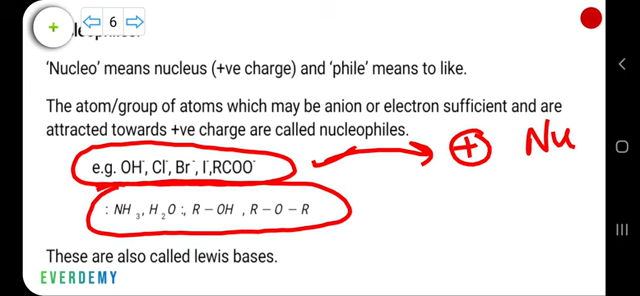 6
'Nucleo' means nucleus (+ve charge) and 'phile' means to like.
The atom/group of atoms which may be anion or electron sufficient and are
attracted towards +ve charge are called nucleophiles.
e.g. OH⁻, Cl⁻, Br⁻, I⁻,RCOO⁻
+ Nu
: NH₃, H₂O :, R – OH , R – O – R
These are also called lewis bases.
EVERDEMY